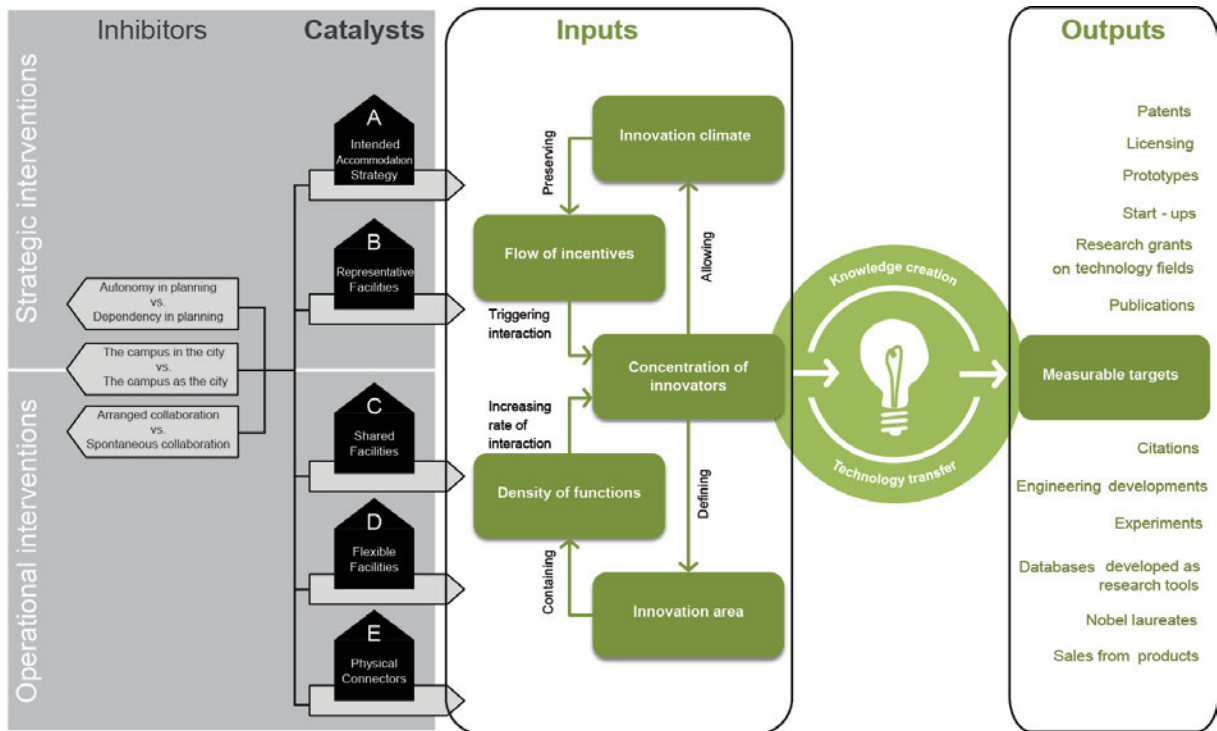 Inhibitors
Catalysts
Inputs
Outputs
Strategic interventions
Operational interventions
Autonomy in planning
vs.
Dependency in planning
The campus in the city
vs.
The campus as the city
Arranged collaboration
vs.
Spontaneous collaboration
A
Intended
Accommodation
Strategy
B
Representative
Facilities
C
Shared
Facilities
D
Flexible
Facilities
E
Physical
Connectors
Innovation climate
Preserving
Flow of incentives
Allowing
Triggering
interaction
Concentration of
innovators
Increasing
rate of
interaction
Density of functions
Defining
Containing
Innovation area
Knowledge creation
Technology transfer
Patents
Licensing
Prototypes
Start - ups
Research grants
on technology fields
Publications
Measurable targets
Citations
Engineering developments
Experiments
Databases developed as
research tools
Nobel laureates
Sales from products